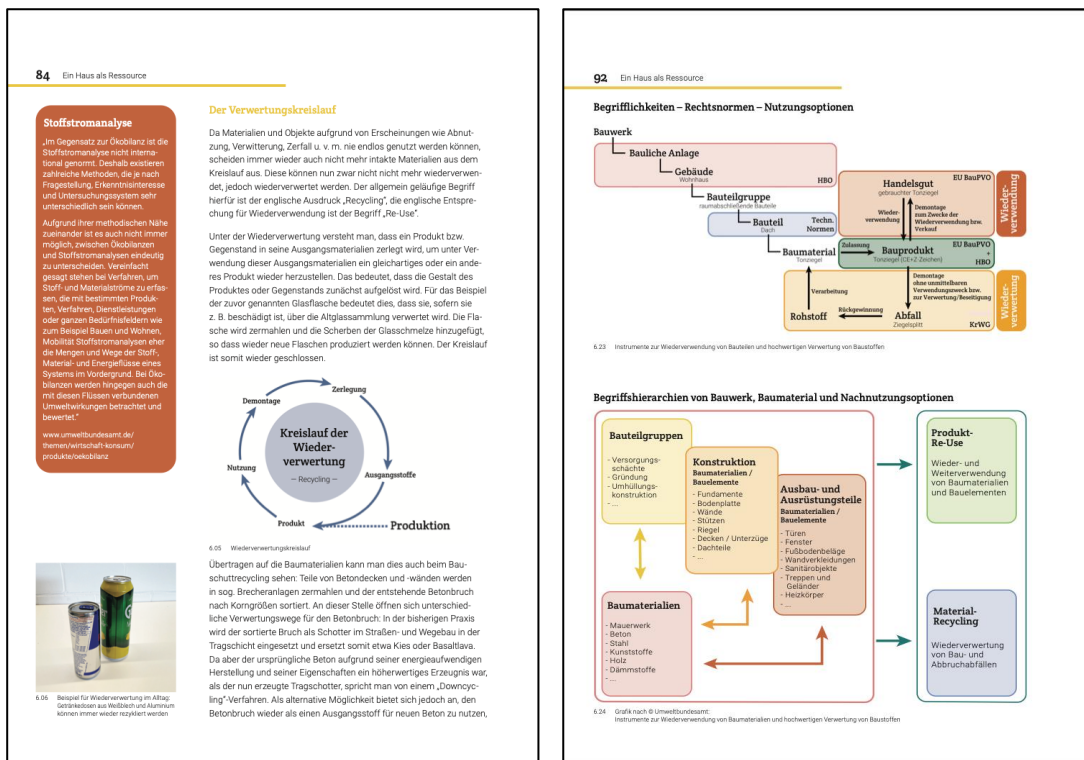 84 Ein Haus als Ressource
Stoffstromanalyse
„Im Gegensatz zur Ökobilanz ist die
Stoffstromanalyse nicht interna-
tional genormt. Deshalb existieren
zahlreiche Methoden, die je nach
Fragestellung, Erkenntnisinteresse
und Untersuchungssystem sehr
unterschiedlich sein können.
Aufgrund ihrer methodischen Nähe
zueinander ist es auch nicht immer
möglich, zwischen Ökobilanzen
und Stoffstromanalysen eindeutig
zu unterscheiden. Vereinfacht
gesagt stehen bei Verfahren, um
Stoff- und Materialströme zu erfas-
sen, die mit bestimmten Produk-
ten, Verfahren, Dienstleistungen
oder ganzen Bedürfnisfeldern wie
zum Beispiel Bauen und Wohnen,
Mobilität Stoffstromanalysen eher
die Mengen und Wege der Stoff-,
Material- und Energieflüsse eines
Systems im Vordergrund. Bei Öko-
bilanzen werden hingegen auch die
mit diesen Flüssen verbundenen
Umweltwirkungen betrachtet und
bewertet.“
www.umweltbundesamt.de/
themen/wirtschaft-konsum/
produkte/oekobilanz
Der Verwertungskreislauf
Da Materialien und Objekte aufgrund von Erscheinungen wie Abnut-
zung, Verwitterung, Zerfall u. v. m. nie endlos genutzt werden können,
scheiden immer wieder auch nicht mehr intakte Materialien aus dem
Kreislauf aus. Diese können nun zwar nicht nicht mehr wiederverwen-
det, jedoch wiederverwertet werden. Der allgemein geläufige Begriff
hierfür ist der englische Ausdruck „Recycling“, die englische Entspre-
chung für Wiederverwendung ist der Begriff „Re-Use“.
Unter der Wiederverwertung versteht man, dass ein Produkt bzw.
Gegenstand in seine Ausgangsmaterialien zerlegt wird, um unter Ver-
wendung dieser Ausgangsmaterialien ein gleichartiges oder ein ande-
res Produkt wieder herzustellen. Das bedeutet, dass die Gestalt des
Produktes oder Gegenstands zunächst aufgelöst wird. Für das Beispiel
der zuvor genannten Glasflasche bedeutet dies, dass sie, sofern sie
z. B. beschädigt ist, über die Altglassammlung verwertet wird. Die Fla-
sche wird zermahlen und die Scherben der Glasschmelze hinzugefügt,
so dass wieder neue Flaschen produziert werden können. Der Kreislauf
ist somit wieder geschlossen.
Zerlegung
Demontage
Kreislauf der
Wieder-
verwertung
– Recycling –
Nutzung
Ausgangsstoffe
Produkt
Produktion
6.05 Wiederverwertungskreislauf
Übertragen auf die Baumaterialien kann man dies auch beim Bau-
schuttrecycling sehen: Teile von Betondecken und -wänden werden
in sog. Brecheranlagen zermahlen und der entstehende Betonbruch
nach Korngrößen sortiert. An dieser Stelle öffnen sich unterschied-
liche Verwertungswege für den Betonbruch: In der bisherigen Praxis
wird der sortierte Bruch als Schotter im Straßen- und Wegebau in der
Tragschicht eingesetzt und ersetzt somit etwa Kies oder Basaltlava.
Da aber der ursprüngliche Beton aufgrund seiner energieaufwendigen
Herstellung und seiner Eigenschaften ein höherwertiges Erzeugnis war,
als der nun erzeugte Tragschotter, spricht man von einem „Downcyc-
ling“-Verfahren. Als alternative Möglichkeit bietet sich jedoch an, den
Betonbruch wieder als einen Ausgangsstoff für neuen Beton zu nutzen,
6.06 Beispiel für Wiederverwertung im Alltag:
Getränkedosen aus Weißblech und Aluminium
können immer wieder rezykliert werden
92 Ein Haus als Ressource
Begrifflichkeiten – Rechtsnormen – Nutzungsoptionen
Bauwerk
Bauliche Anlage
Gebäude
Wohnhaus
HBO
Bauteilgruppe
raumabschließende Bauteile
Bauteil
Dach
Techn.
Normen
Baumaterial
Tonziegel
EU BauPVO
Handelsgut
gebrauchter Tonziegel
Wieder-
verwendung
Demontage
zum Zwecke der
Wiederverwendung bzw.
Verkauf
Wieder-
verwendung
Zulassung
Bauprodukt
Tonziegel (CE+Z-Zeichen)
EU BauPVO
+
HBO
Demontage
ohne unmittelbaren
Verwendungszweck bzw.
zur Verwertung/Beseitigung
Verarbeitung
Rohstoff
Rückgewinnung
Abfall
Ziegelsplitt
KrWG
Wieder-
verwertung
6.23 Instrumente zur Wiederverwendung von Bauteilen und hochwertigen Verwertung von Baustoffen
Begriffshierarchien von Bauwerk, Baumaterial und Nachnutzungsoptionen
Bauteilgruppen
- Versorgungs-
schächte
- Gründung
- Umhüllungs-
konstruktion
- ...
Konstruktion
Baumaterialien /
Bauelemente
- Fundamente
- Bodenplatte
- Wände
- Stützen
- Riegel
- Decken / Unterzüge
- Dachteile
- ...
Ausbau- und
Ausrüstungsteile
Baumaterialien /
Bauelemente
- Türen
- Fenster
- Fußbodenbeläge
- Wandverkleidungen
- Sanitärobjekte
- Treppen und
Geländer
- Heizkörper
- ...
Baumaterialien
- Mauerwerk
- Beton
- Stahl
- Kunststoffe
- Holz
- Dämmstoffe
- ...
Produkt-
Re-Use
Wieder- und
Weiterverwendung
von Baumaterialien
und Bauelementen
Material-
Recycling
Wiederverwertung
von Bau- und
Abbruchabfällen
6.24 Grafik nach © Umweltbundesamt:
Instrumente zur Wiederverwendung von Baumaterialien und hochwertigen Verwertung von Baustoffen